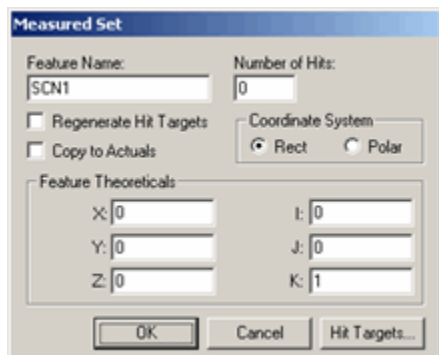 Measured Set
Feature Name: Number of Hits:
SCN1 0
Regenerate Hit Targets
Copy to Actuals
Coordinate System
Rect Polar
Feature Theoreticals
X: 0 I: 0
Y: 0 J: 0
Z: 0 K: 1
OK Cancel Hit Targets...